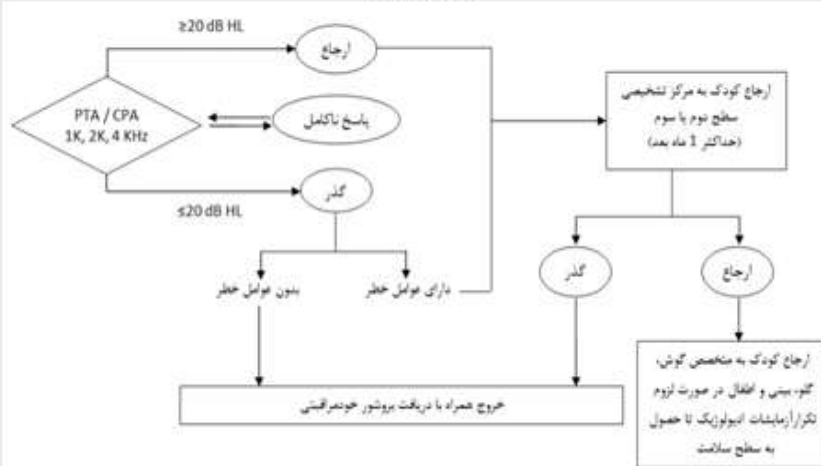 ≥20 dB HL
ارجاع
PTA / CPA
1K, 2K, 4 KHz
پاسخ ناکامل
≤20 dB HL
گذر
دارای عوامل خطر
بدون عوامل خطر
ارجاع کودک به مرکز تشخیصی
سطح دوم یا سوم
(حداکثر 1 ماه بعد)
ارجاع
گذر
ارجاع کودک به متخصص گوش،
گلو، بینی و اطفال در صورت لزوم
تکرارآزمایشات ادیولوژیک تا حصول
به سطح سلامت
خروج همراه با دریافت بروشور خودمراقبتی